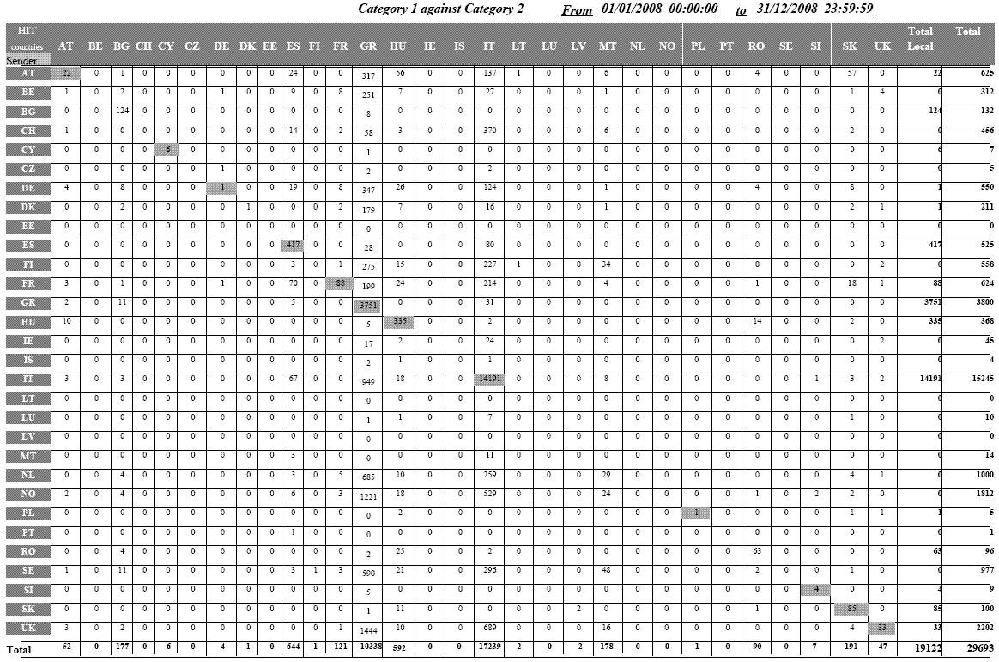 Category 1 against Category 2 From 01/01/2008 00:00:00 to 31/12/2008 23:59:59
HIT
countries AT BE BG CH CY CZ DE DK EE ES FI FR GR HU IE IS IT LT LU LV MT NL NO PL PT RO SE SI SK UK Total Local Total
Sender
AT 22 0 1 0 0 0 0 0 0 24 0 0 317 56 0 0 137 1 0 0 6 0 0 0 0 4 0 0 57 0 22 625
BE 1 0 2 0 0 0 1 0 0 9 0 8 251 7 0 0 27 0 0 0 1 0 0 0 0 0 0 0 1 4 0 312
BG 0 0 124 0 0 0 0 0 0 0 0 0 8 0 0 0 0 0 0 0 0 0 0 0 0 0 0 0 0 0 124 132
CH 1 0 0 0 0 0 0 0 0 14 0 2 58 3 0 0 370 0 0 0 6 0 0 0 0 0 0 0 2 0 0 456
CY 0 0 0 0 6 0 0 0 0 0 0 0 1 0 0 0 0 0 0 0 0 0 0 0 0 0 0 0 0 0 6 7
CZ 0 0 0 0 0 0 1 0 0 0 0 0 2 0 0 0 2 0 0 0 0 0 0 0 0 0 0 0 0 0 0 5
DE 4 0 8 0 0 0 1 0 0 19 0 8 347 26 0 0 124 0 0 0 1 0 0 0 0 4 0 0 8 0 1 550
DK 0 0 2 0 0 0 0 1 0 0 0 2 179 7 0 0 16 0 0 0 1 0 0 0 0 0 0 0 2 1 1 211
EE 0 0 0 0 0 0 0 0 0 0 0 0 0 0 0 0 0 0 0 0 0 0 0 0 0 0 0 0 0 0 0 0
ES 0 0 0 0 0 0 0 0 0 417 0 0 28 0 0 0 80 0 0 0 0 0 0 0 0 0 0 0 0 0 417 525
FI 0 0 0 0 0 0 0 0 0 3 0 1 275 15 0 0 227 1 0 0 34 0 0 0 0 0 0 0 0 2 0 558
FR 3 0 1 0 0 0 1 0 0 70 0 88 199 24 0 0 214 0 0 0 4 0 0 0 0 1 0 0 18 1 88 624
GR 2 0 11 0 0 0 0 0 0 5 0 0 3751 0 0 0 31 0 0 0 0 0 0 0 0 0 0 0 0 0 3751 3800
HU 10 0 0 0 0 0 0 0 0 0 0 0 5 335 0 0 2 0 0 0 0 0 0 0 0 14 0 0 2 0 335 368
IE 0 0 0 0 0 0 0 0 0 0 0 0 17 2 0 0 24 0 0 0 0 0 0 0 0 0 0 0 0 2 0 45
IS 0 0 0 0 0 0 0 0 0 0 0 0 2 1 0 0 1 0 0 0 0 0 0 0 0 0 0 0 0 0 0 4
IT 3 0 3 0 0 0 0 0 0 67 0 0 949 18 0 0 14191 0 0 0 8 0 0 0 0 0 0 1 3 2 14191 15245
LT 0 0 0 0 0 0 0 0 0 0 0 0 0 0 0 0 0 0 0 0 0 0 0 0 0 0 0 0 0 0 0 0
LU 0 0 0 0 0 0 0 0 0 0 0 0 1 1 0 0 7 0 0 0 0 0 0 0 0 0 0 0 1 0 0 10
LV 0 0 0 0 0 0 0 0 0 0 0 0 0 0 0 0 0 0 0 0 0 0 0 0 0 0 0 0 0 0 0 0
MT 0 0 0 0 0 0 0 0 0 3 0 0 0 0 0 0 11 0 0 0 0 0 0 0 0 0 0 0 0 0 0 14
NL 0 0 4 0 0 0 0 0 0 3 0 5 685 10 0 0 259 0 0 0 29 0 0 0 0 0 0 0 4 1 0 1000
NO 2 0 4 0 0 0 0 0 0 6 0 3 1221 18 0 0 529 0 0 0 24 0 0 0 0 1 0 2 2 0 0 1812
PL 0 0 0 0 0 0 0 0 0 0 0 0 0 2 0 0 0 0 0 0 0 0 0 1 0 0 0 0 1 1 1 5
PT 0 0 0 0 0 0 0 0 0 1 0 0 0 0 0 0 0 0 0 0 0 0 0 0 0 0 0 0 0 0 0 1
RO 0 0 4 0 0 0 0 0 0 0 0 0 2 25 0 0 2 0 0 0 0 0 0 0 0 63 0 0 0 0 63 96
SE 1 0 11 0 0 0 0 0 0 3 1 3 590 21 0 0 296 0 0 0 48 0 0 0 0 2 0 0 1 0 0 977
SI 0 0 0 0 0 0 0 0 0 0 0 0 5 0 0 0 0 0 0 0 0 0 0 0 0 0 0 4 0 0 4 9
SK 0 0 0 0 0 0 0 0 0 0 0 0 1 11 0 0 0 0 0 2 0 0 0 0 0 1 0 0 85 0 85 100
UK 3 0 2 0 0 0 0 0 0 0 0 1 1444 10 0 0 689 0 0 0 16 0 0 0 0 0 0 0 4 33 33 2202
Total 52 0 177 0 6 0 4 1 0 644 1 121 10338 592 0 0 17239 2 0 2 178 0 0 1 0 90 0 7 191 47 19122 29693